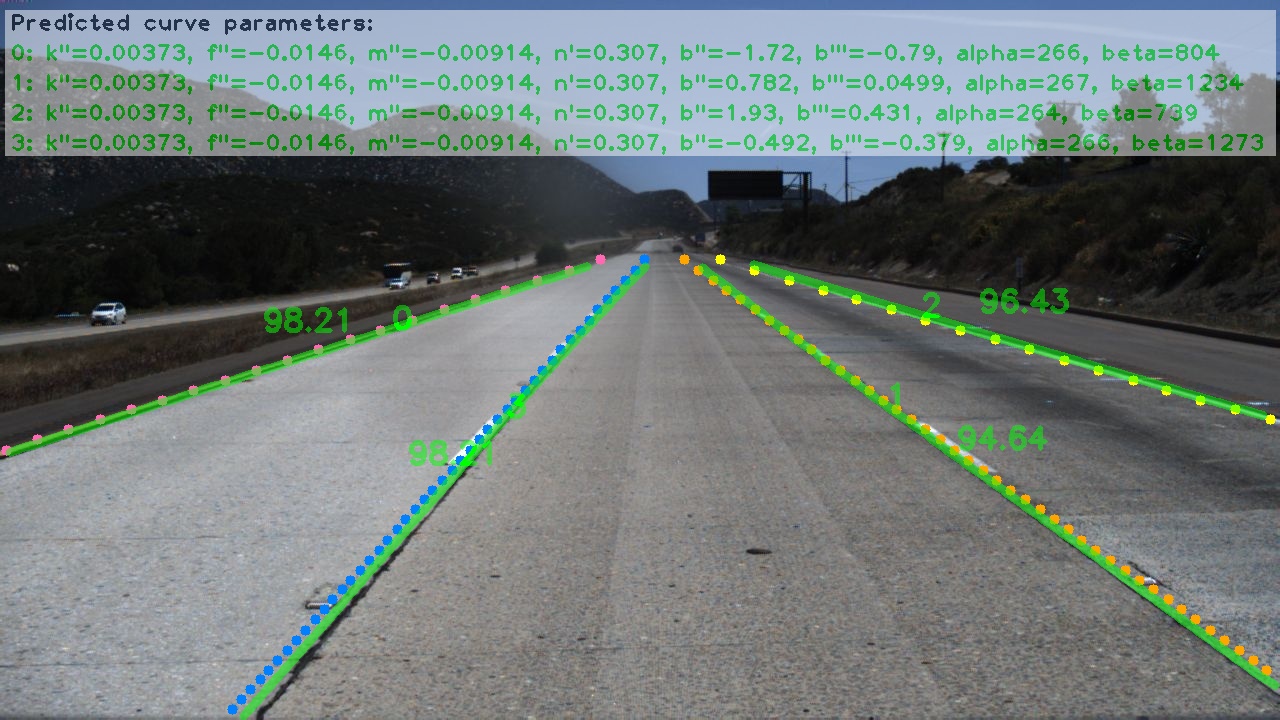 Predicted curve parameters:
0: k''=0.00373, f''=-0.0146, m''=-0.00914, n'=0.307, b''=-1.72, b'''=-0.79, alpha=266, beta=804
1: k''=0.00373, f''=-0.0146, m''=-0.00914, n'=0.307, b''=0.782, b'''=0.0499, alpha=267, beta=1234
2: k''=0.00373, f''=-0.0146, m''=-0.00914, n'=0.307, b''=1.93, b'''=0.431, alpha=264, beta=739
3: k''=0.00373, f''=-0.0146, m''=-0.00914, n'=0.307, b''=-0.492, b'''=-0.379, alpha=266, beta=1273
2 96.43
98.21 0
1
3
94.64